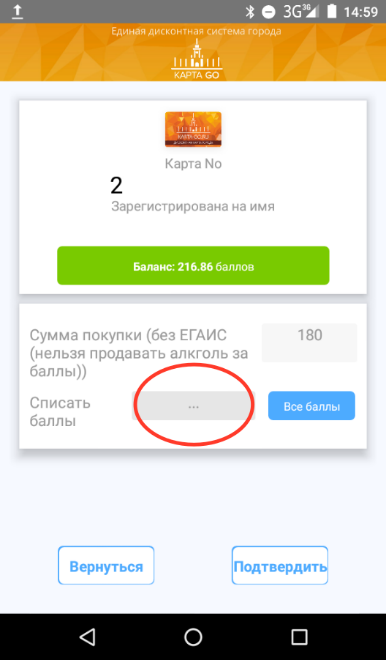 3G 3G 14:59
Единая дисконтная система города
КАРТА GO
Карта No
2
Зарегистрирована на имя
Баланс: 216.86 баллов
Сумма покупки (без ЕГАИС
180
(нельзя продавать алкголь за
баллы))
Списать
баллы
...
Все баллы
Вернуться
Подтвердить